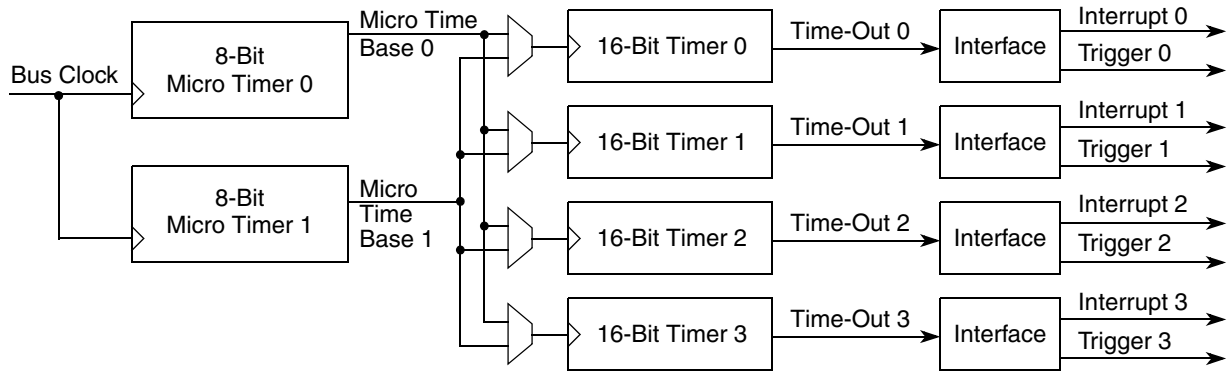 Bus Clock
8-Bit
Micro Timer 0
Micro Time
Base 0
16-Bit Timer 0
Time-Out 0
Interface
Interrupt 0
Trigger 0
16-Bit Timer 1
Time-Out 1
Interface
Interrupt 1
Trigger 1
8-Bit
Micro Timer 1
Micro
Time
Base 1
16-Bit Timer 2
Time-Out 2
Interface
Interrupt 2
Trigger 2
16-Bit Timer 3
Time-Out 3
Interface
Interrupt 3
Trigger 3